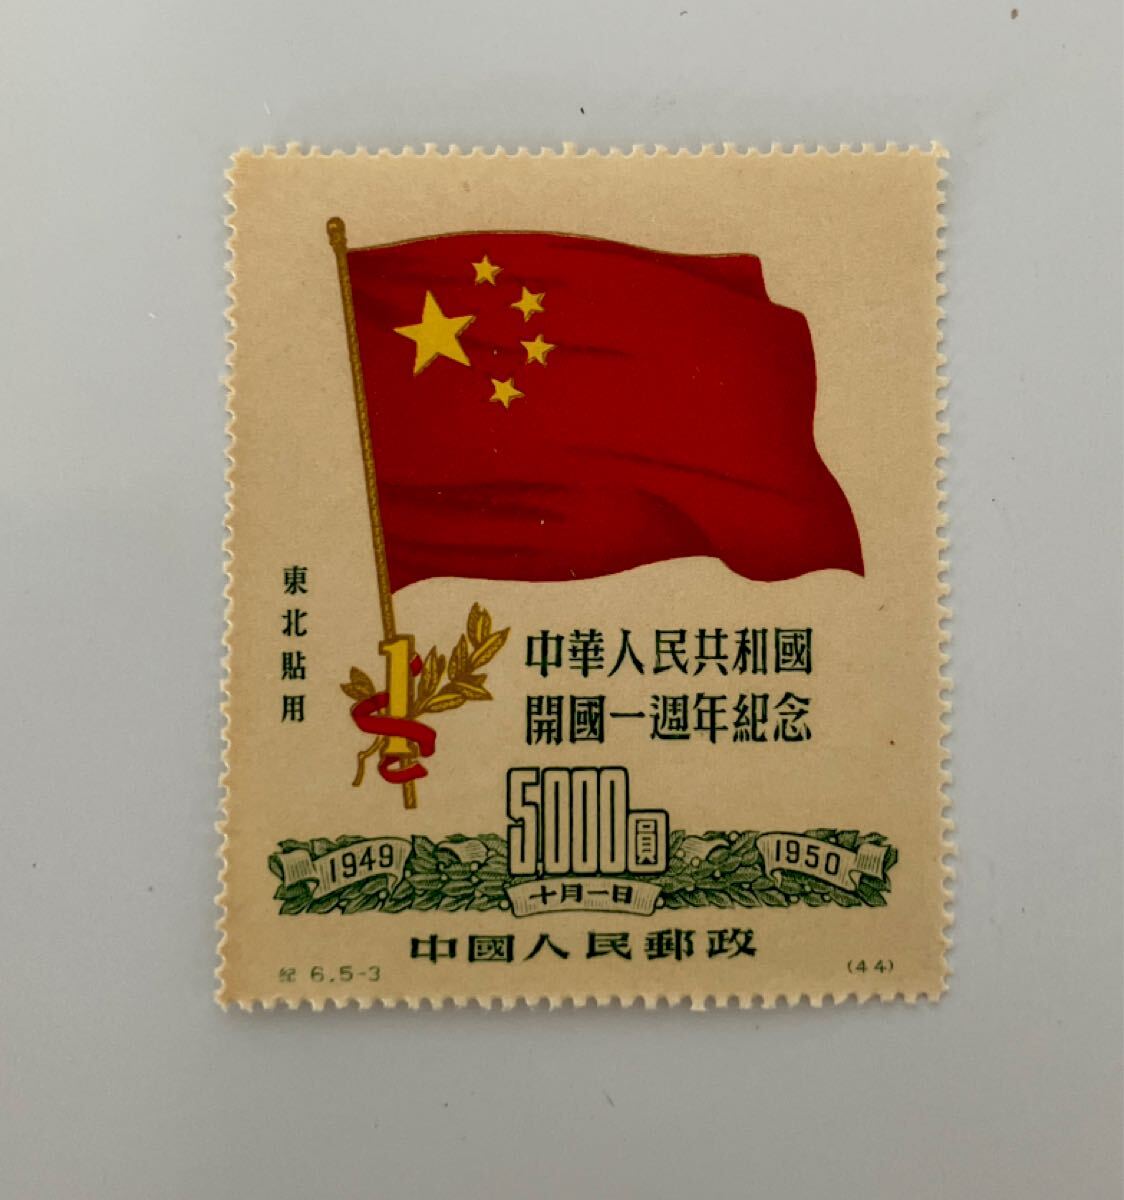 東北貼用
1
中華人民共和國
開國一週年紀念
5,000圓
1949
1950
十月一日
中國人民郵政
紀 6.5-3
(44)